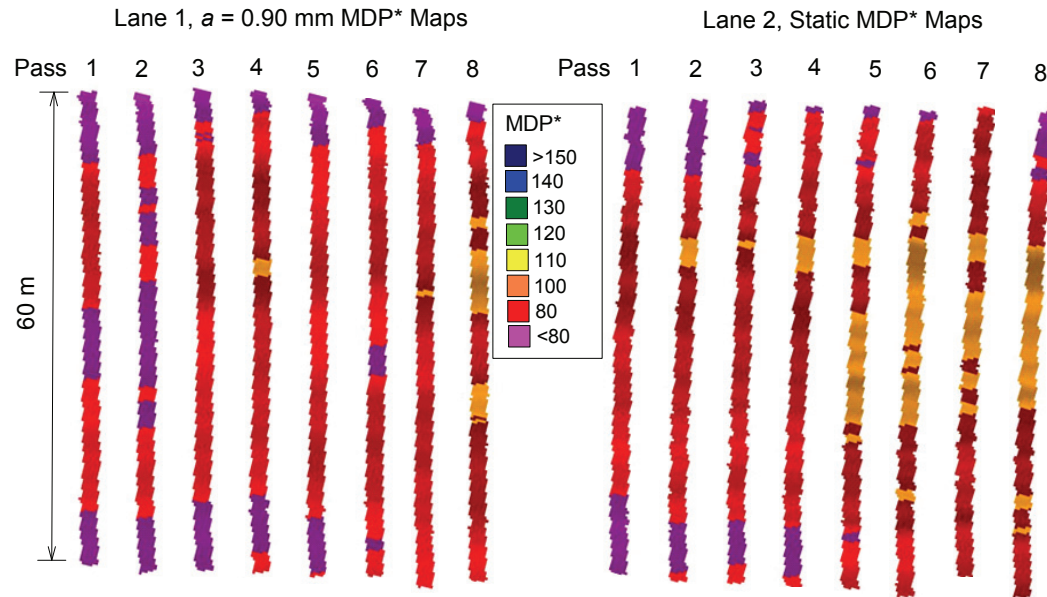 Lane 1, a = 0.90 mm MDP* Maps
Lane 2, Static MDP* Maps
Pass 1 2 3 4 5 6 7 8
Pass 1 2 3 4 5 6 7 8
60 m
MDP*
>150
140
130
120
110
100
80
<80